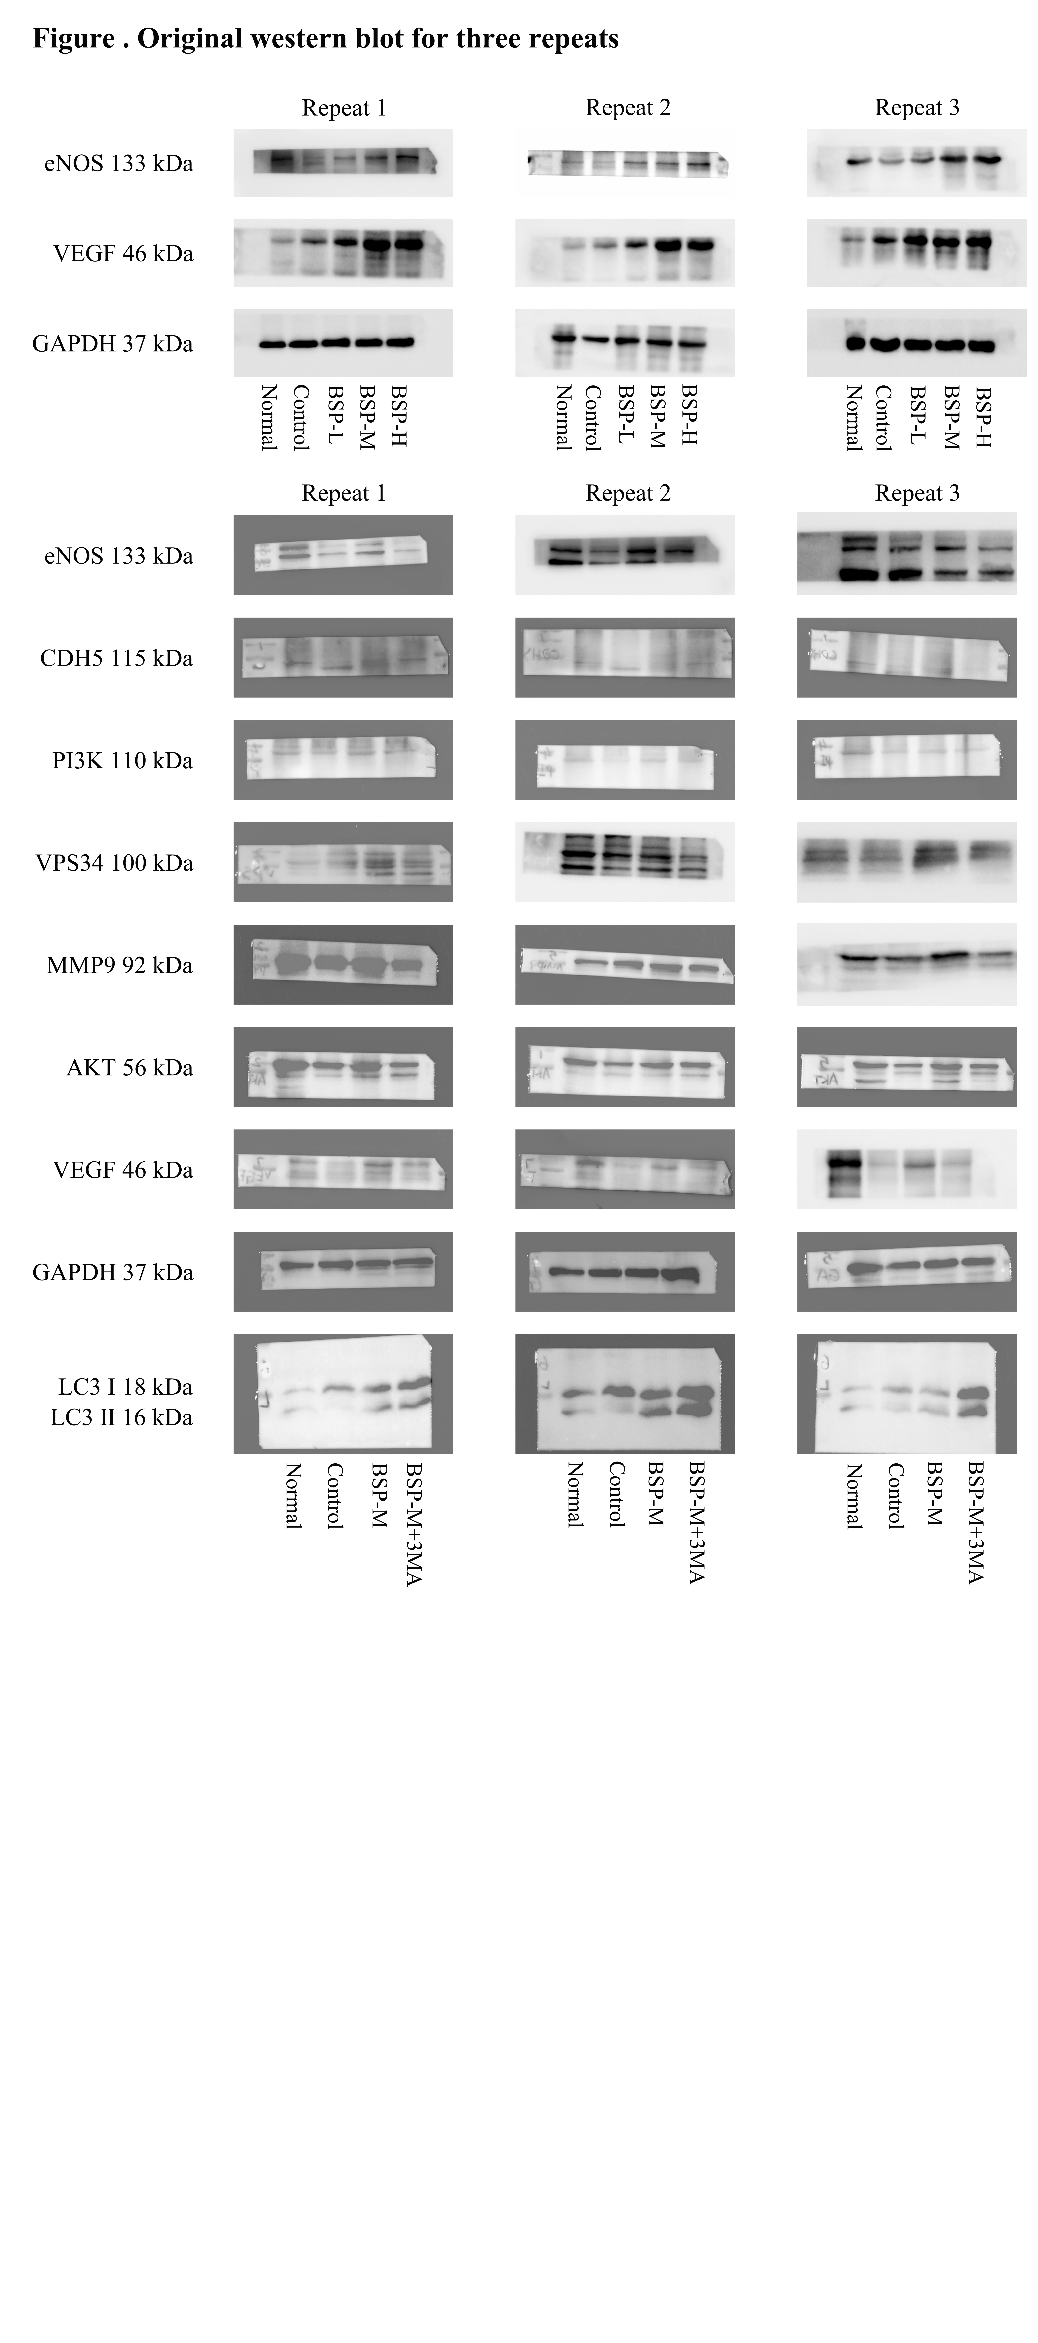 Figure . Original western blot for three repeats
Repeat 1 Repeat 2 Repeat 3
eNOS 133 kDa
VEGF 46 kDa
GAPDH 37 kDa
Normal Control BSP-L BSP-M BSP-H Normal Control BSP-L BSP-M BSP-H Normal Control BSP-L BSP-M BSP-H
Repeat 1 Repeat 2 Repeat 3
eNOS 133 kDa
CDH5 115 kDa
PI3K 110 kDa
VPS34 100 kDa
MMP9 92 kDa
AKT 56 kDa
VEGF 46 kDa
GAPDH 37 kDa
LC3 I 18 kDa
LC3 II 16 kDa
Normal Control BSP-M BSP-M+3MA Normal Control BSP-M BSP-M+3MA Normal Control BSP-M BSP-M+3MA